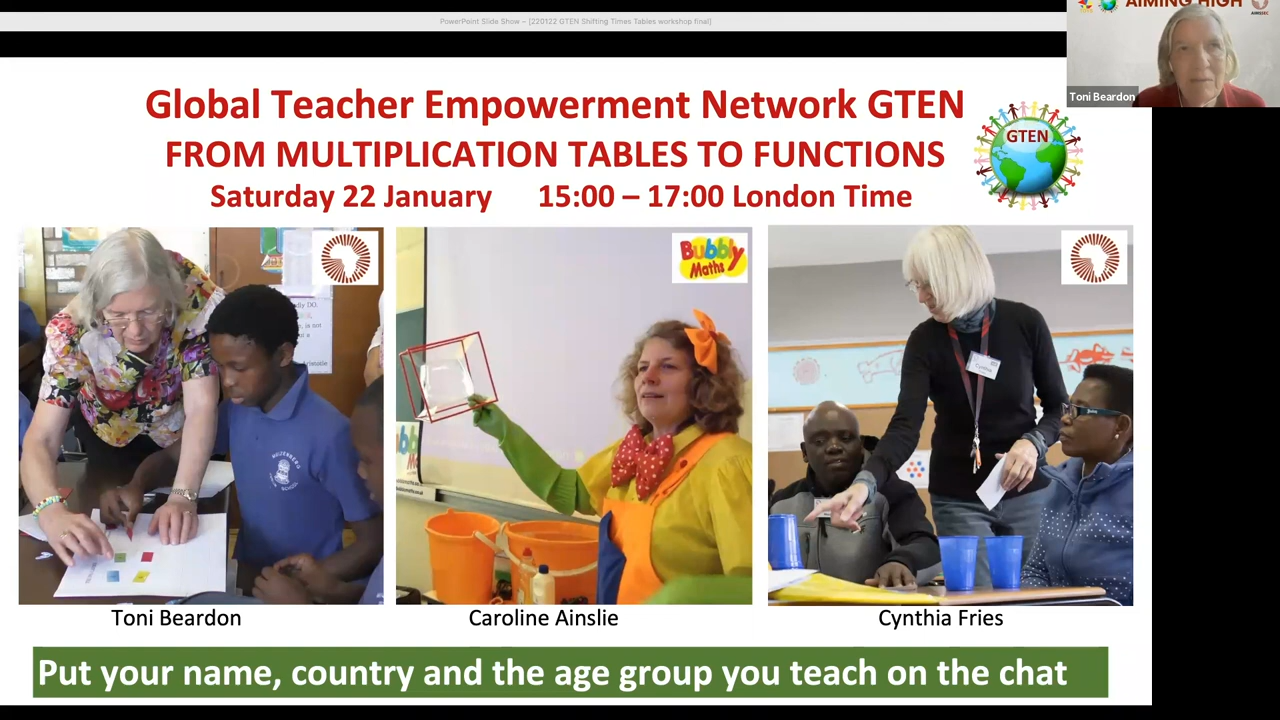 PowerPoint Slide Show – [220122 GTEN Shifting Times Tables workshop final]
AIMING HIGH
AIMSSEC
Toni Beardon
Global Teacher Empowerment Network GTEN
FROM MULTIPLICATION TABLES TO FUNCTIONS
Saturday 22 January 15:00 – 17:00 London Time
GTEN
Bubbly
Maths
Cynthia
Toni Beardon
Caroline Ainslie
Cynthia Fries
Put your name, country and the age group you teach on the chat